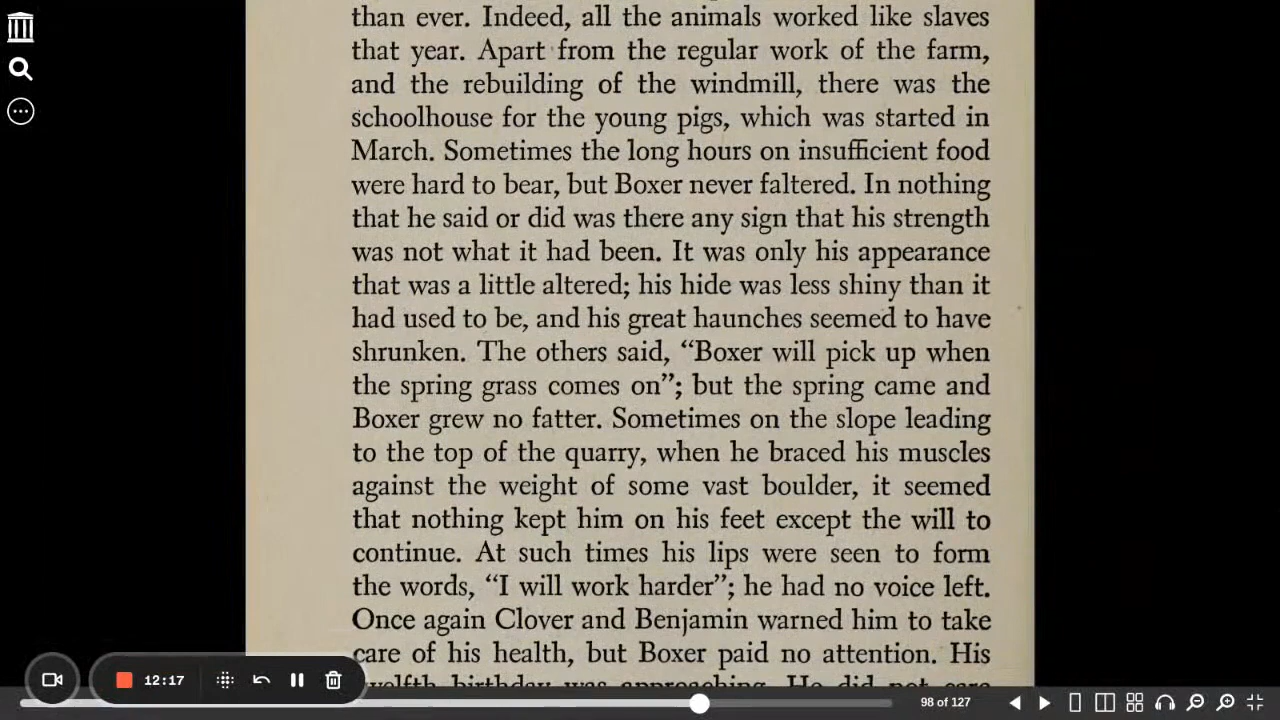 than ever. Indeed, all the animals worked like slaves
that year. Apart from the regular work of the farm,
and the rebuilding of the windmill, there was the
schoolhouse for the young pigs, which was started in
March. Sometimes the long hours on insufficient food
were hard to bear, but Boxer never faltered. In nothing
that he said or did was there any sign that his strength
was not what it had been. It was only his appearance
that was a little altered; his hide was less shiny than it
had used to be, and his great haunches seemed to have
shrunken. The others said, “Boxer will pick up when
the spring grass comes on”; but the spring came and
Boxer grew no fatter. Sometimes on the slope leading
to the top of the quarry, when he braced his muscles
against the weight of some vast boulder, it seemed
that nothing kept him on his feet except the will to
continue. At such times his lips were seen to form
the words, “I will work harder”; he had no voice left.
Once again Clover and Benjamin warned him to take
care of his health, but Boxer paid no attention. His
twelfth birthday was approaching. He did not care
12:17
98 of 127